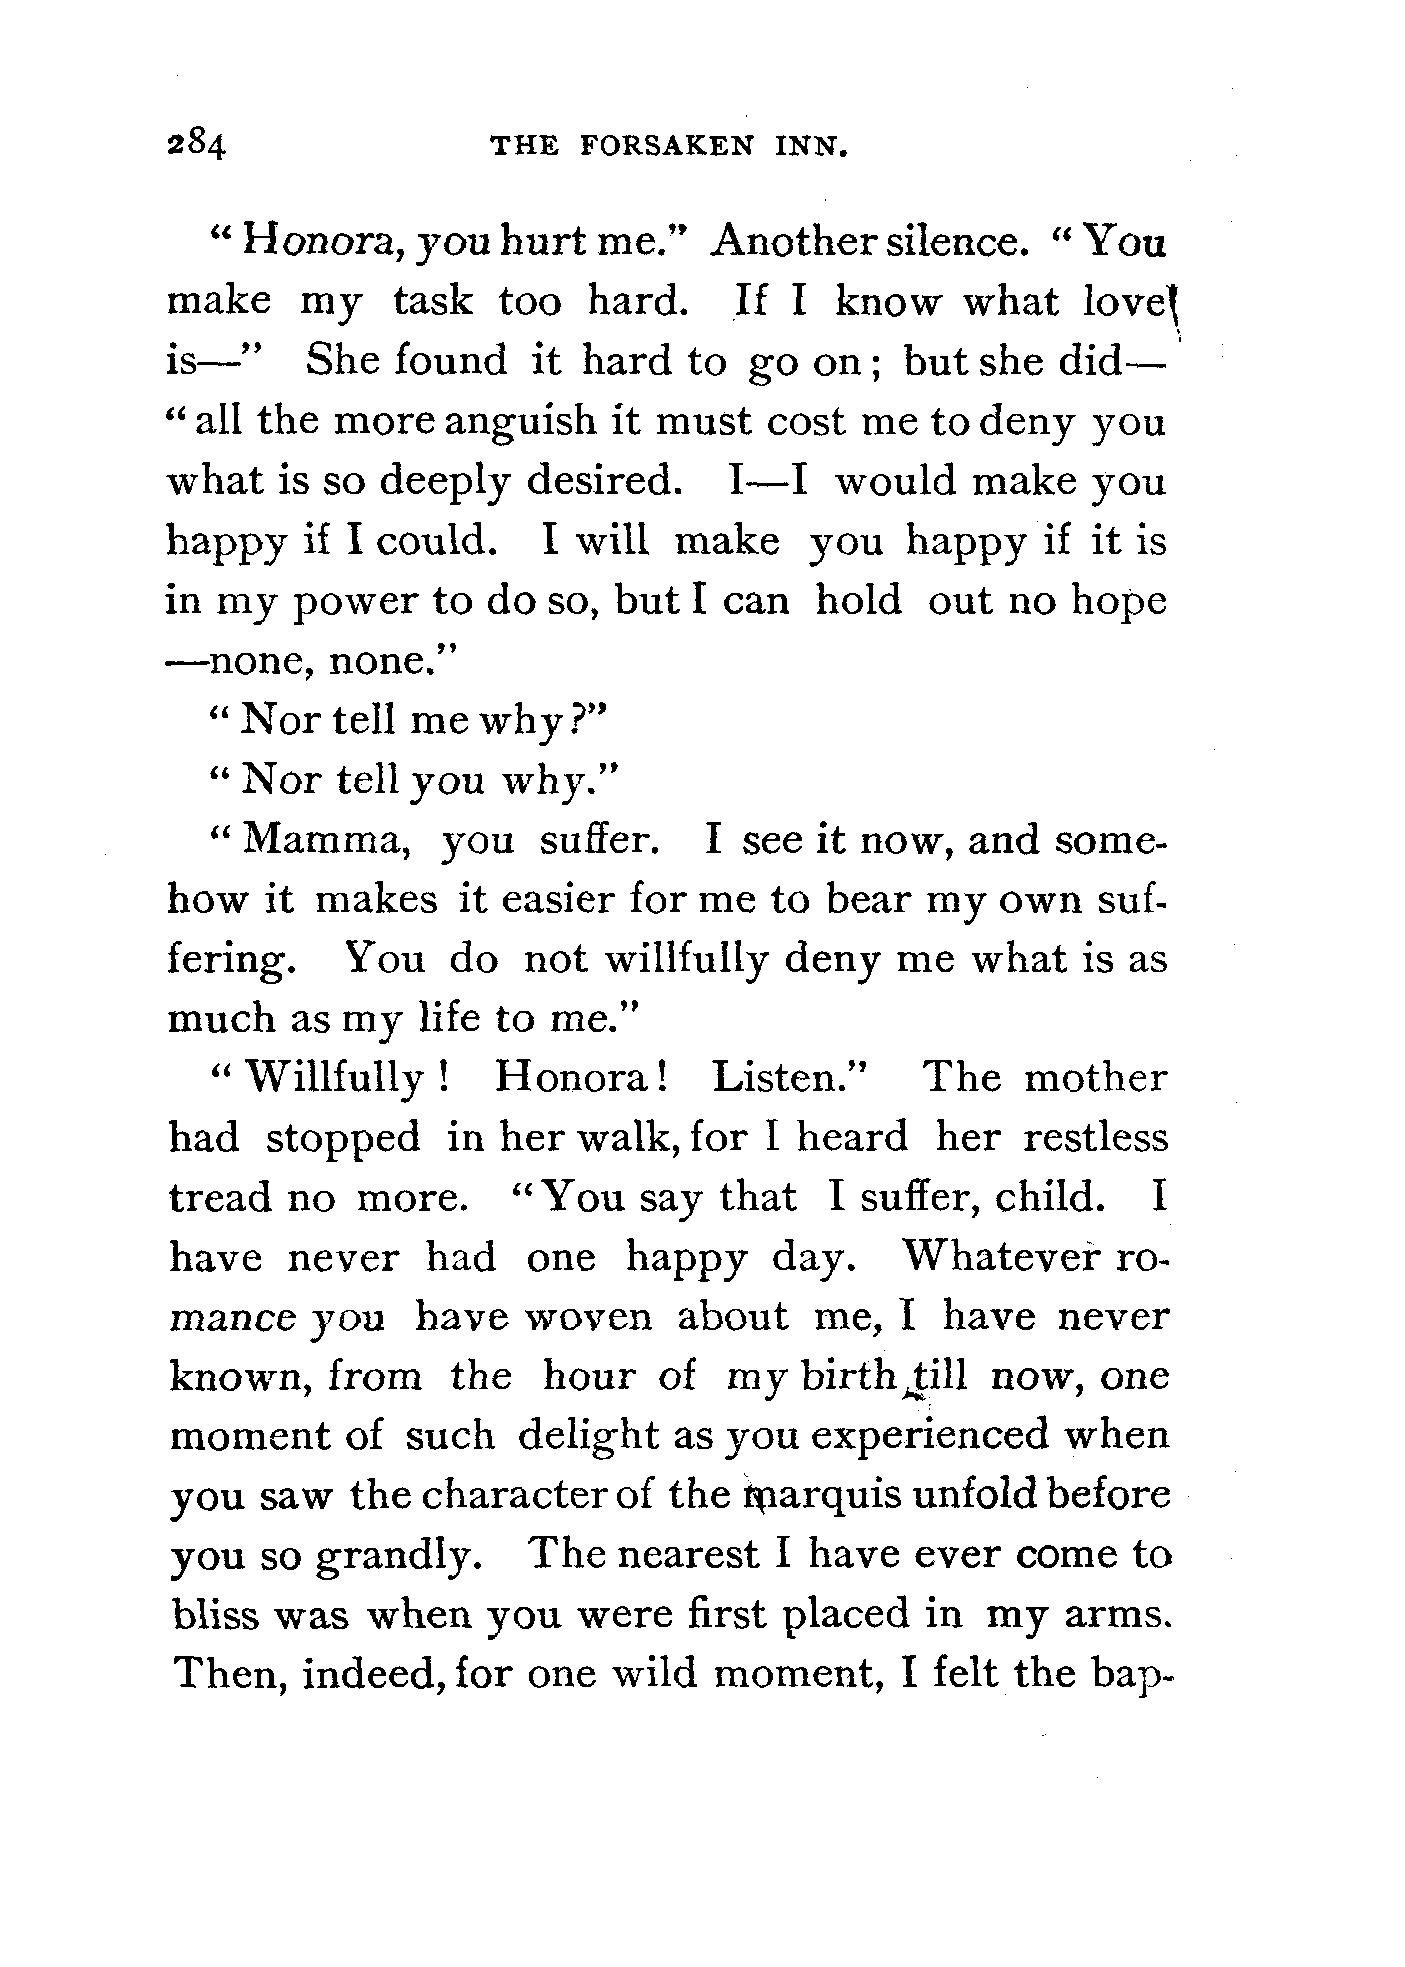 284 THE FORSAKEN INN.
“ Honora, you hurt me.” Another silence. “ You
make my task too hard. If I know what love
is—” She found it hard to go on ; but she did—
“ all the more anguish it must cost me to deny you
what is so deeply desired. I—I would make you
happy if I could. I will make you happy if it is
in my power to do so, but I can hold out no hope
—none, none.”
“ Nor tell me why ?”
“ Nor tell you why.”
“ Mamma, you suffer. I see it now, and some-
how it makes it easier for me to bear my own suf-
fering. You do not willfully deny me what is as
much as my life to me.”
“ Willfully ! Honora ! Listen.” The mother
had stopped in her walk, for I heard her restless
tread no more. “ You say that I suffer, child. I
have never had one happy day. Whatever ro-
mance you have woven about me, I have never
known, from the hour of my birth till now, one
moment of such delight as you experienced when
you saw the character of the marquis unfold before
you so grandly. The nearest I have ever come to
bliss was when you were first placed in my arms.
Then, indeed, for one wild moment, I felt the bap-